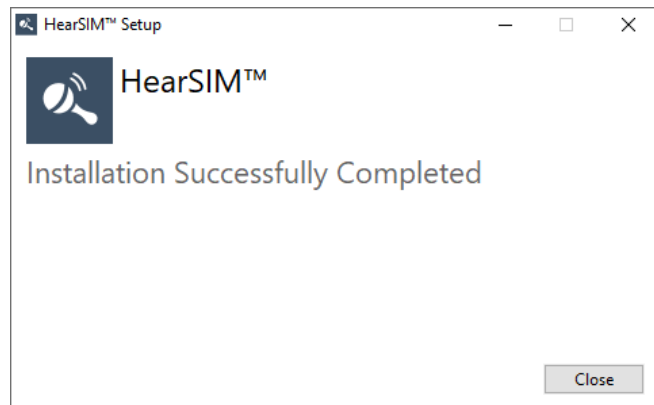 HearSIM™ Setup
HearSIM™
Installation Successfully Completed
Close